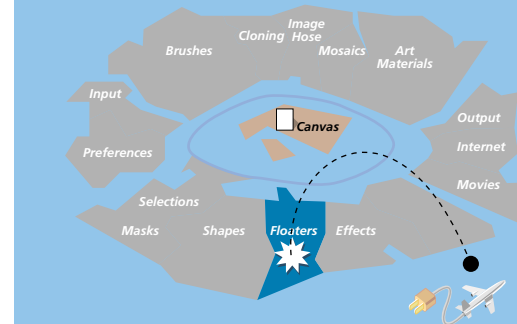 Image
Hose
Cloning
Brushes
Mosaics
Art
Materials
Input
Output
Canvas
Internet
Preferences
Movies
Selections
Masks
Shapes
Floaters
Effects